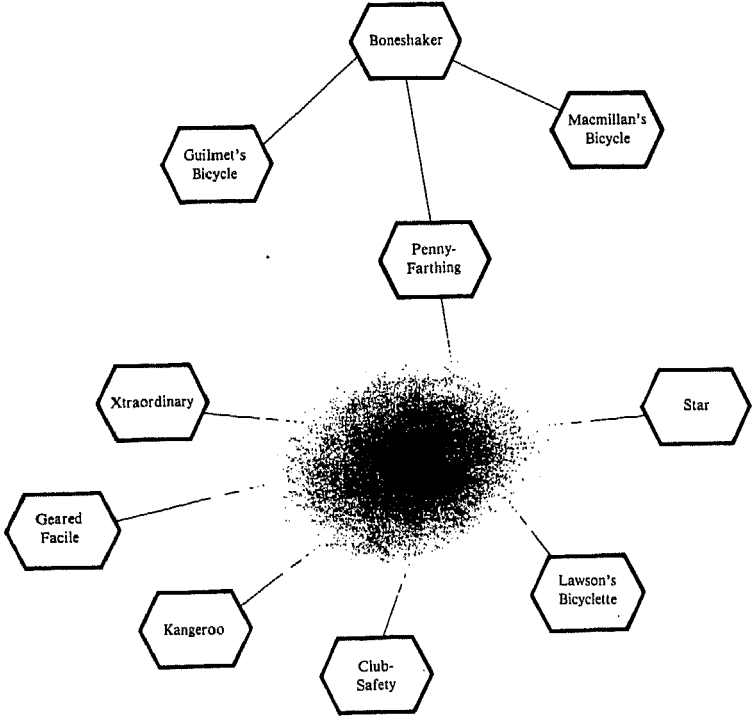 Boneshaker
Macmillan's
Bicycle
Guilmet's
Bicycle
Penny-
Farthing
Xtraordinary
Star
Geared
Facile
Lawson's
Bicyclette
Kangeroo
Club-
Safety